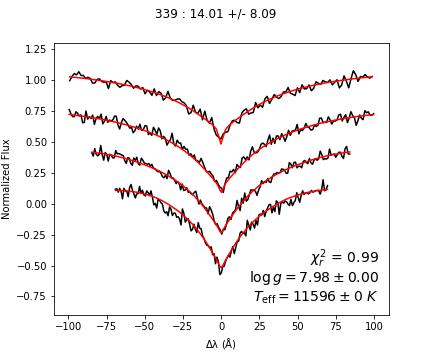 339 : 14.01 +/- 8.09
1.25
1.00
0.75
0.50
0.25
0.00
−0.25
−0.50
−0.75
Normalized Flux
χ²ᵣ = 0.99
log g = 7.98 ± 0.00
T_eff = 11596 ± 0 K
−100 −75 −50 −25 0 25 50 75 100
Δλ (Å)